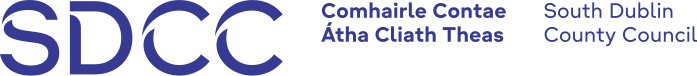 SDCC
Comhairle Contae
Átha Cliath Theas
South Dublin
County Council